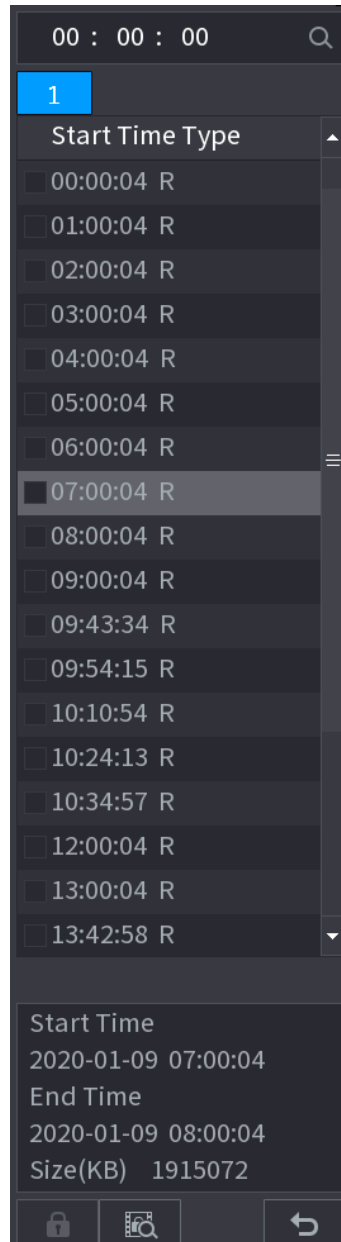 00 : 00 : 00
1
Start Time Type
00:00:04 R
01:00:04 R
02:00:04 R
03:00:04 R
04:00:04 R
05:00:04 R
06:00:04 R
07:00:04 R
08:00:04 R
09:00:04 R
09:43:34 R
09:54:15 R
10:10:54 R
10:24:13 R
10:34:57 R
12:00:04 R
13:00:04 R
13:42:58 R
Start Time
2020-01-09 07:00:04
End Time
2020-01-09 08:00:04
Size(KB) 1915072